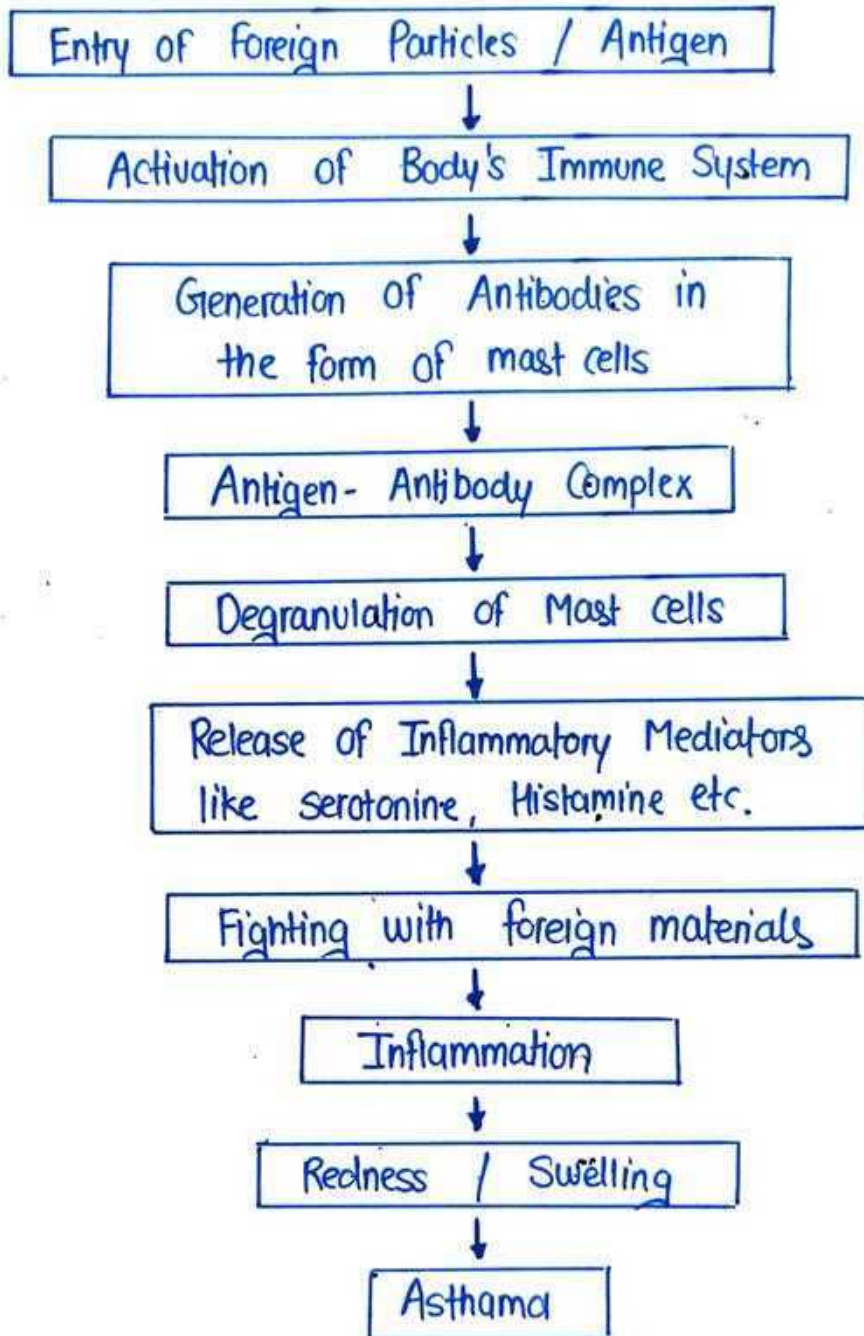 Entry of Foreign Particles / Antigen
Activation of Body's Immune System
Generation of Antibodies in
the form of mast cells
Antigen- Antibody Complex
Degranulation of Mast cells
Release of Inflammatory Mediators
like serotonine, Histamine etc.
Fighting with foreign materials
Inflammation
Redness / Swelling
Asthama